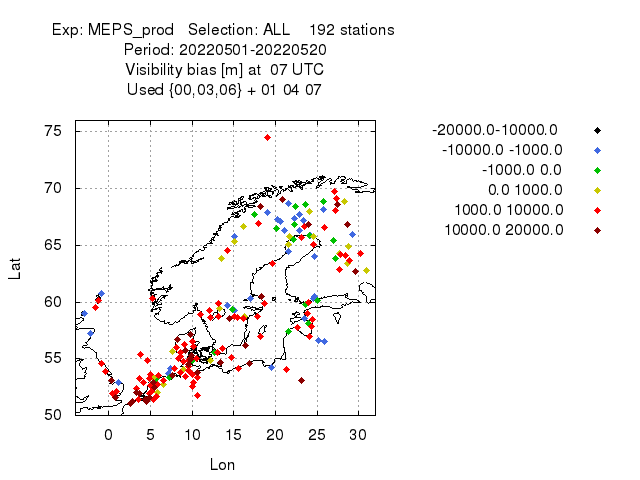 Exp: MEPS_prod   Selection: ALL    192 stations
Period: 20220501-20220520
Visibility bias [m] at  07 UTC
Used {00,03,06} + 01 04 07
-20000.0-10000.0
-10000.0 -1000.0
-1000.0 0.0
0.0 1000.0
1000.0 10000.0
10000.0 20000.0
75
70
65
60
55
50
Lat
0 5 10 15 20 25 30
Lon